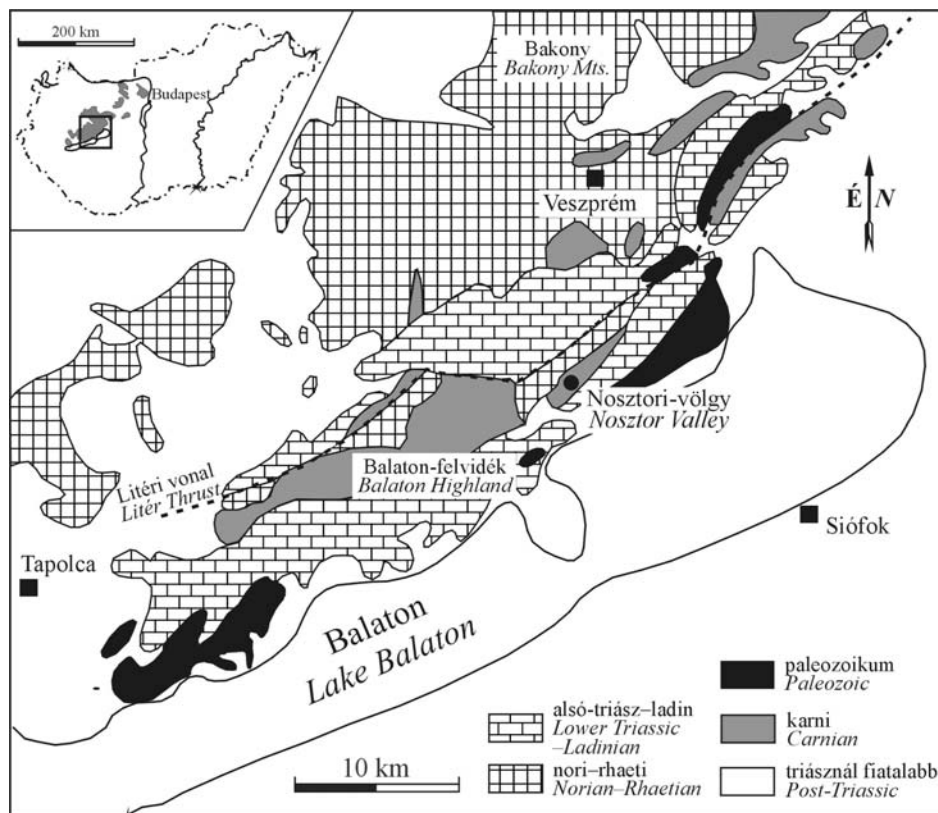 200 km
Budapest
Bakony
Bakony Mts.
Veszprém
É N
Nosztori-völgy
Nosztor Valley
Litéri vonal
Litér Thrust
Balaton-felvidék
Balaton Highland
Siófok
Tapolca
Balaton
Lake Balaton
10 km
alsó-triász–ladin
Lower Triassic
–Ladinian
nori–rhaeti
Norian–Rhaetian
paleozoikum
Paleozoic
karni
Carnian
triásznál fiatalabb
Post-Triassic